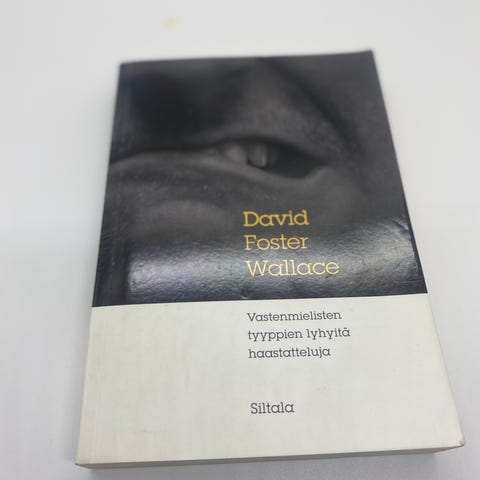 David
Foster
Wallace
Vastenmielisten
tyyppien lyhyitä
haastatteluja
Siltala